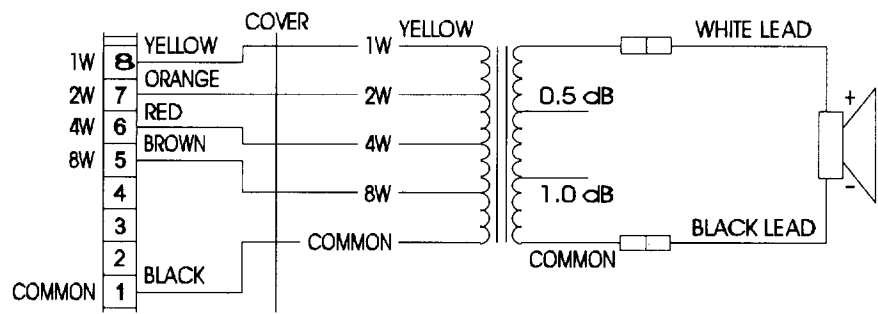 COVER
YELLOW
1W 8
1W YELLOW
WHITE LEAD
ORANGE
2W 7
2W
0.5 dB
+
RED
4W 6
4W
BROWN
8W 5
8W
1.0 dB
-
4
3
COMMON
BLACK LEAD
2
COMMON
BLACK
COMMON 1